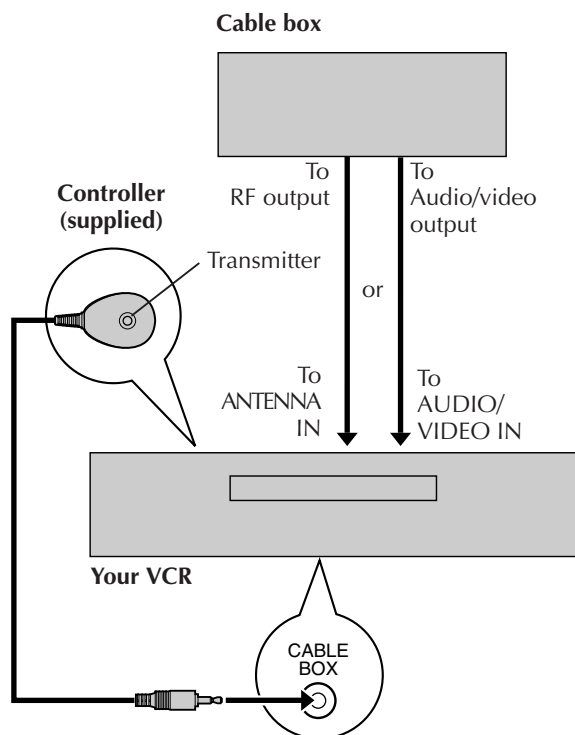 Cable box
To
RF output
To
Audio/video
output
Controller
(supplied)
Transmitter
or
To
ANTENNA
IN
To
AUDIO/
VIDEO IN
Your VCR
CABLE
BOX